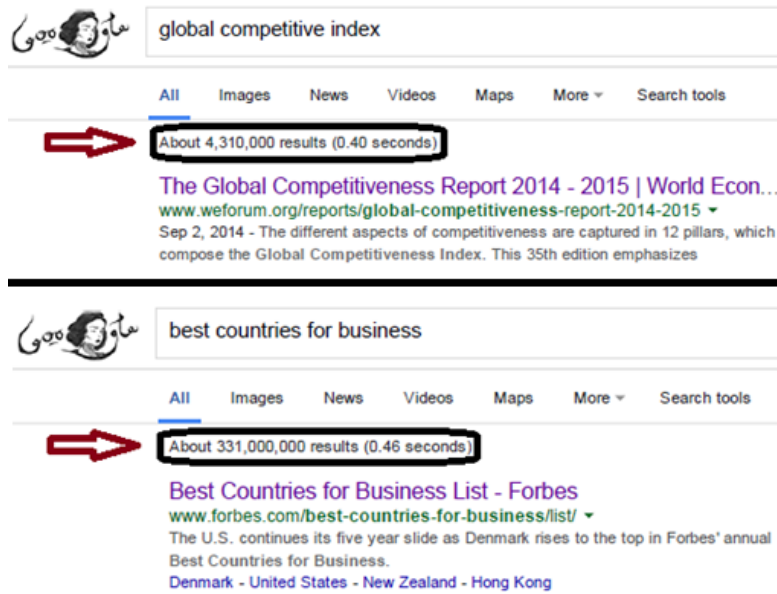 Google
global competitive index
All Images News Videos Maps More Search tools
About 4,310,000 results (0.40 seconds)
The Global Competitiveness Report 2014 - 2015 | World Econ...
www.weforum.org/reports/global-competitiveness-report-2014-2015
Sep 2, 2014 - The different aspects of competitiveness are captured in 12 pillars, which
compose the Global Competitiveness Index. This 35th edition emphasizes
Google
best countries for business
All Images News Videos Maps More Search tools
About 331,000,000 results (0.46 seconds)
Best Countries for Business List - Forbes
www.forbes.com/best-countries-for-business/list/
The U.S. continues its five year slide as Denmark rises to the top in Forbes' annual
Best Countries for Business.
Denmark - United States - New Zealand - Hong Kong